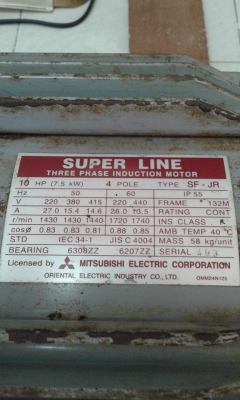 SUPER LINE
THREE PHASE INDUCTION MOTOR
10 HP (7.5 kW) 4 POLE TYPE SF-JR
Hz 50 60 IP 55
V 220 380 415 220 440 FRAME 132M
A 27.0 15.4 14.6 26.0 13.5 RATING CONT
r/min 1430 1430 1440 1720 1740 INS CLASS
cosø 0.83 0.83 0.81 0.88 0.85 AMB TEMP 40°C
STD IEC 34-1 JIS C 4004 MASS 58 kg/unit
BEARING 6308ZZ 6207ZZ SERIAL
Licensed by MITSUBISHI ELECTRIC CORPORATION
ORIENTAL ELECTRIC INDUSTRY CO., LTD. OMM24N120